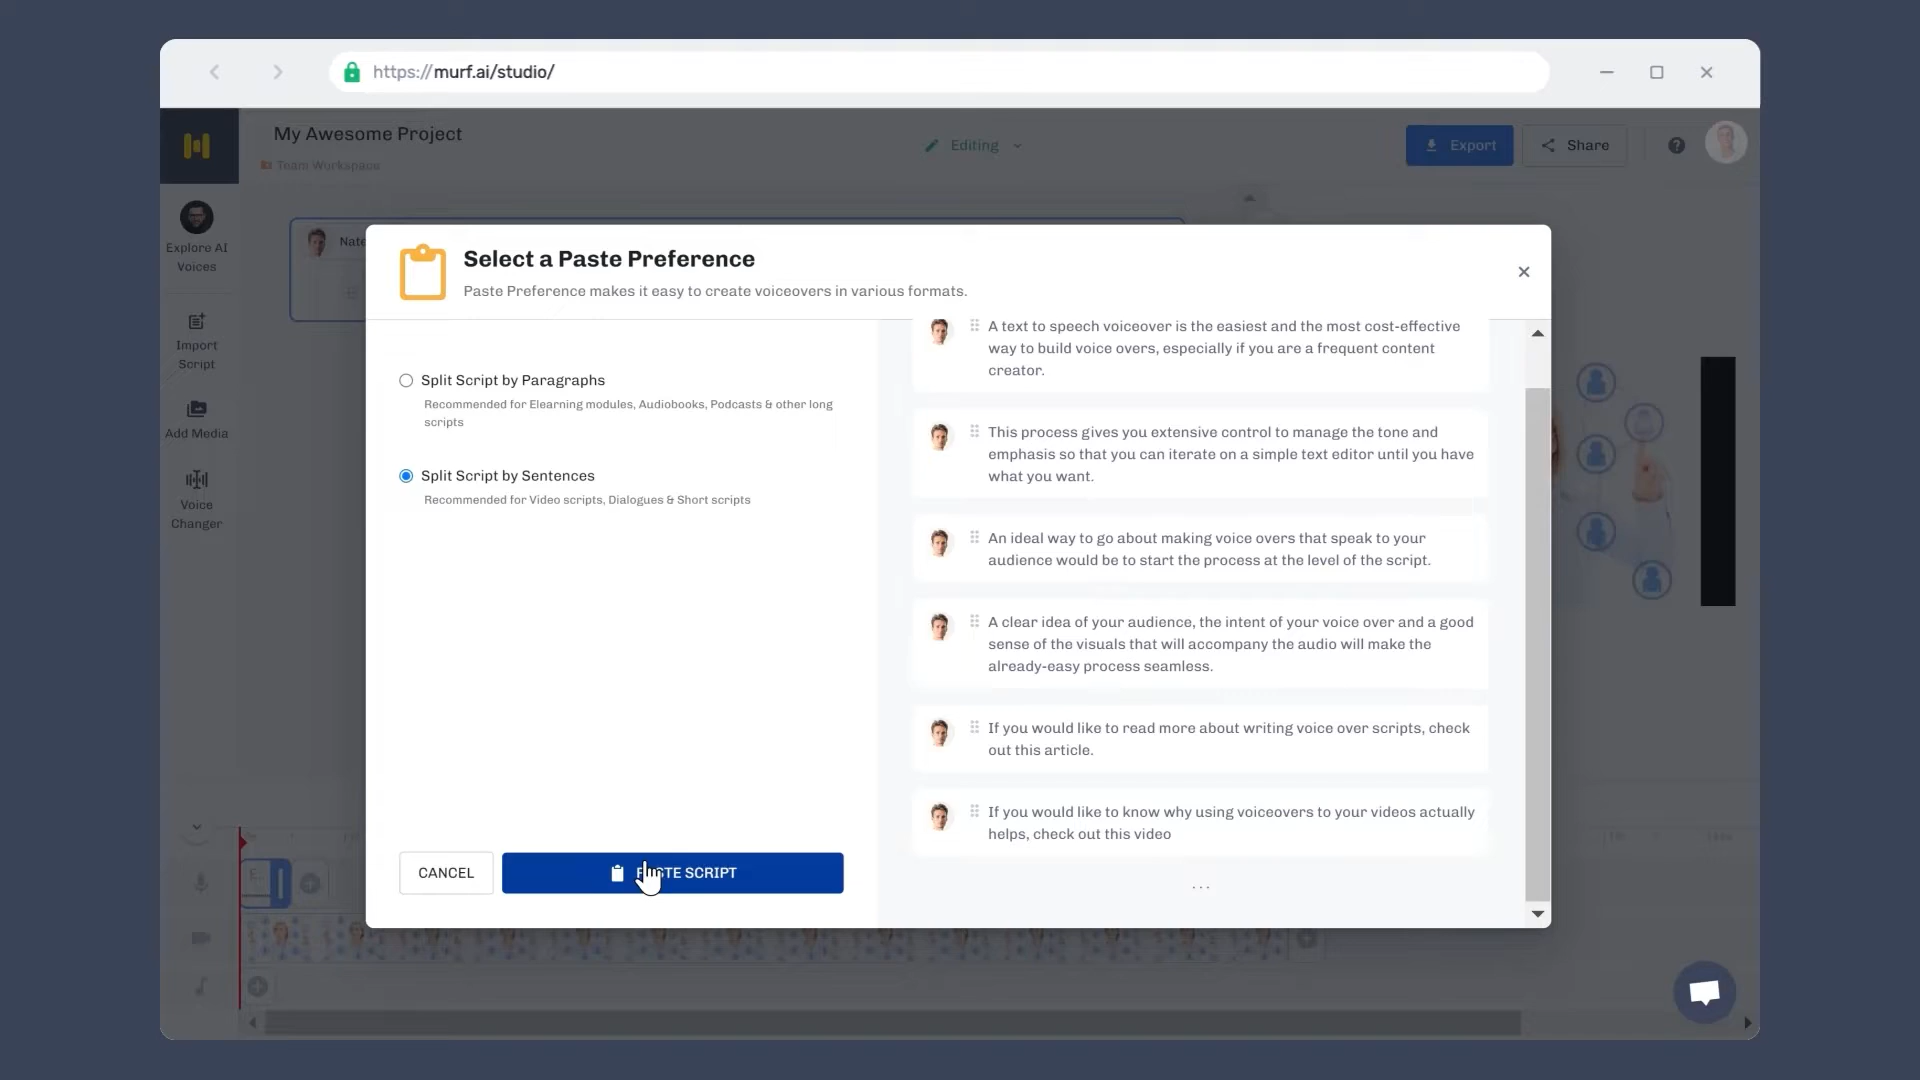 https://murf.ai/studio/
My Awesome Project
Team Workspace
Editing
Export
Share
Explore AI
Voices
Import
Script
Add Media
Voice
Changer
Select a Paste Preference
Paste Preference makes it easy to create voiceovers in various formats.
Split Script by Paragraphs
Recommended for Elearning modules, Audiobooks, Podcasts & other long
scripts
Split Script by Sentences
Recommended for Video scripts, Dialogues & Short scripts
CANCEL
SCRIPT
A text to speech voiceover is the easiest and the most cost-effective
way to build voice overs, especially if you are a frequent content
creator.
This process gives you extensive control to manage the tone and
emphasis so that you can iterate on a simple text editor until you have
what you want.
An ideal way to go about making voice overs that speak to your
audience would be to start the process at the level of the script.
A clear idea of your audience, the intent of your voice over and a good
sense of the visuals that will accompany the audio will make the
already-easy process seamless.
If you would like to read more about writing voice over scripts, check
out this article.
If you would like to know why using voiceovers to your videos actually
helps, check out this video
...